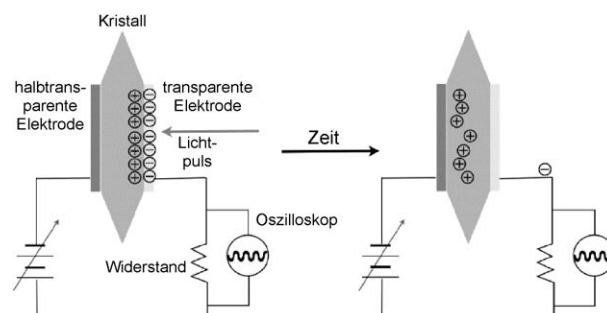 Kristall
halbtrans-
parente
Elektrode
transparente
Elektrode
Licht-
puls
Zeit
Oszilloskop
Widerstand